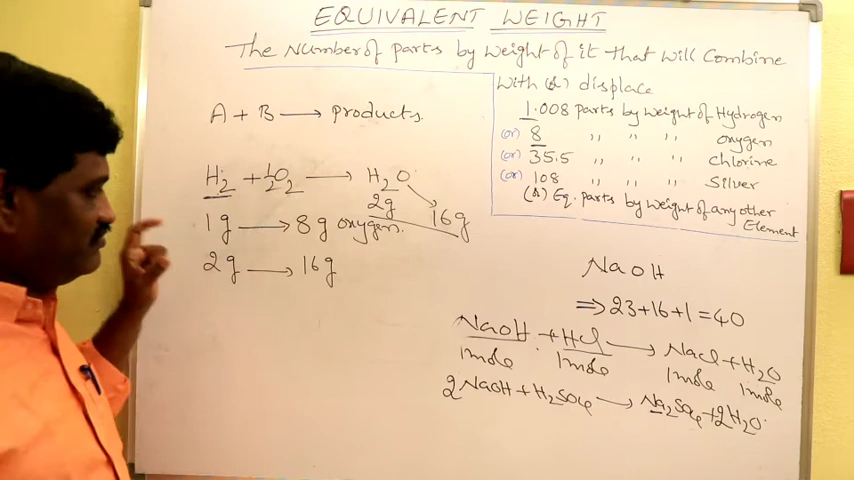 EQUIVALENT WEIGHT
The Number of parts by weight of it that will Combine
with (or) displace
1.008 parts by weight of Hydrogen
(or) 8 ,, ,, ,, oxygen
(or) 35.5 ,, ,, ,, chlorine
(or) 108 ,, ,, ,, Silver
(or) Eq. parts by weight of any other
Element
A + B → products.
H2 + 1/2 O2 → H2O
2g 16g
1g → 8g oxygen.
2g → 16g
NaOH
⇒ 23+16+1 = 40
NaOH + HCl → NaCl + H2O
1mole 1mole 1mole 1mole
2NaOH + H2SO4 → Na2SO4 + 2H2O